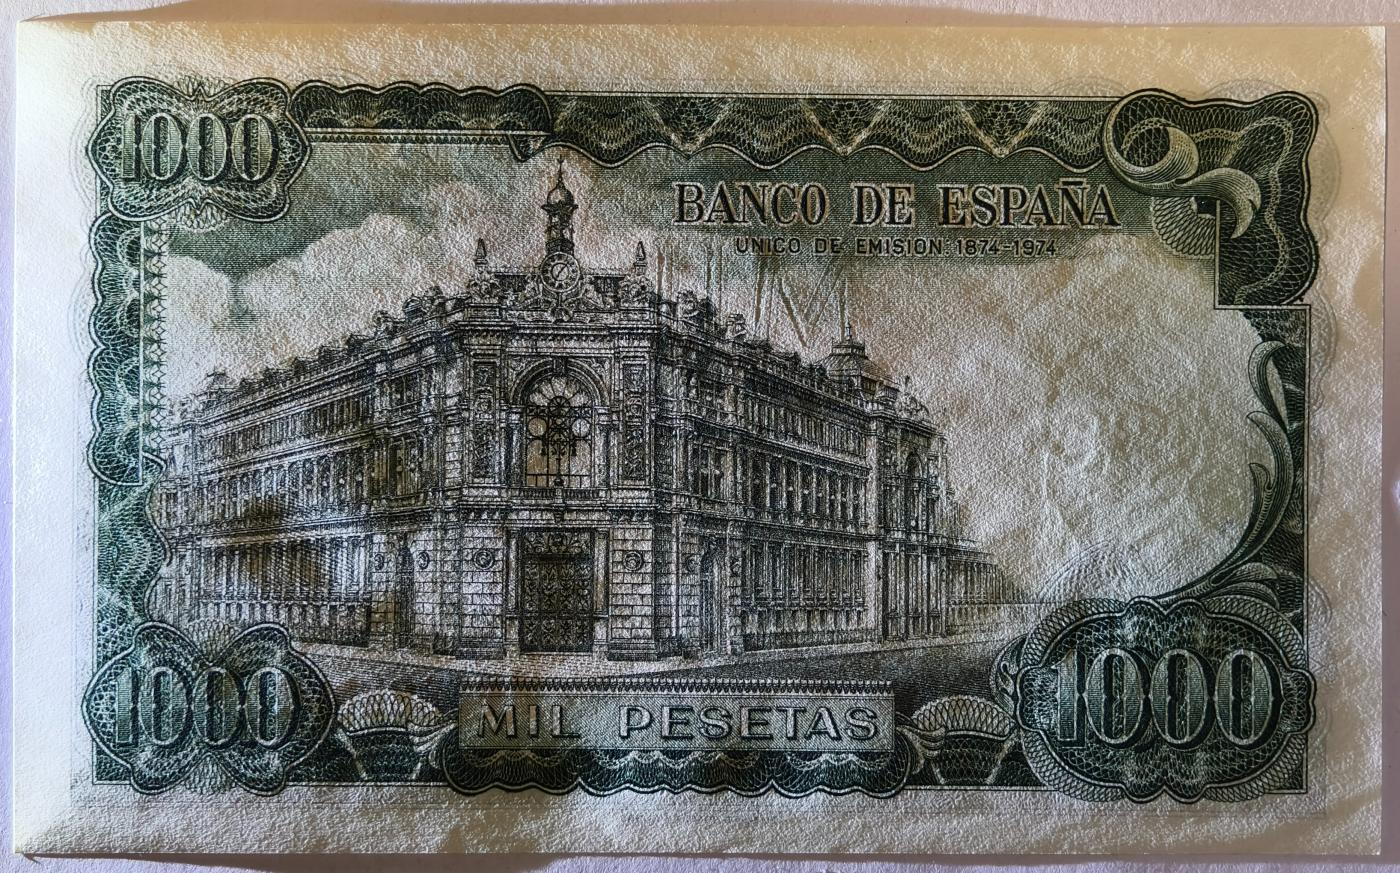 1000
BANCO DE ESPAÑA
UNICO DE EMISION: 1874-1974
1000
MIL PESETAS
1000